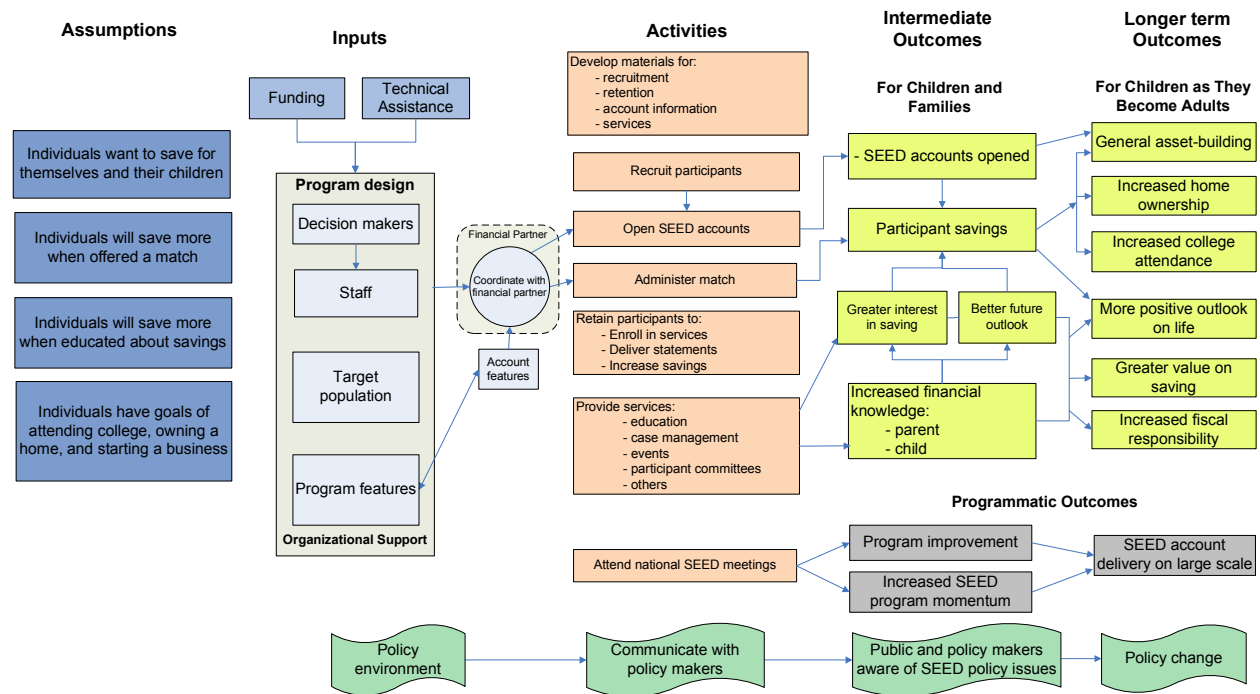 Assumptions
Inputs
Activities
Intermediate
Outcomes
Longer term
Outcomes
For Children and
Families
For Children as They
Become Adults
Individuals want to save for
themselves and their children
Individuals will save more
when offered a match
Individuals will save more
when educated about savings
Individuals have goals of
attending college, owning a
home, and starting a business
Funding
Technical
Assistance
Program design
Decision makers
Staff
Target
population
Program features
Organizational Support
Financial Partner
Coordinate with
financial partner
Account
features
Develop materials for:
- recruitment
- retention
- account information
- services
Recruit participants
Open SEED accounts
Administer match
Retain participants to:
- Enroll in services
- Deliver statements
- Increase savings
Provide services:
- education
- case management
- events
- participant committees
- others
- SEED accounts opened
Participant savings
Greater interest
in saving
Better future
outlook
Increased financial
knowledge:
- parent
- child
General asset-building
Increased home
ownership
Increased college
attendance
More positive outlook
on life
Greater value on
saving
Increased fiscal
responsibility
Programmatic Outcomes
Attend national SEED meetings
Program improvement
Increased SEED
program momentum
SEED account
delivery on large scale
Policy
environment
Communicate with
policy makers
Public and policy makers
aware of SEED policy issues
Policy change